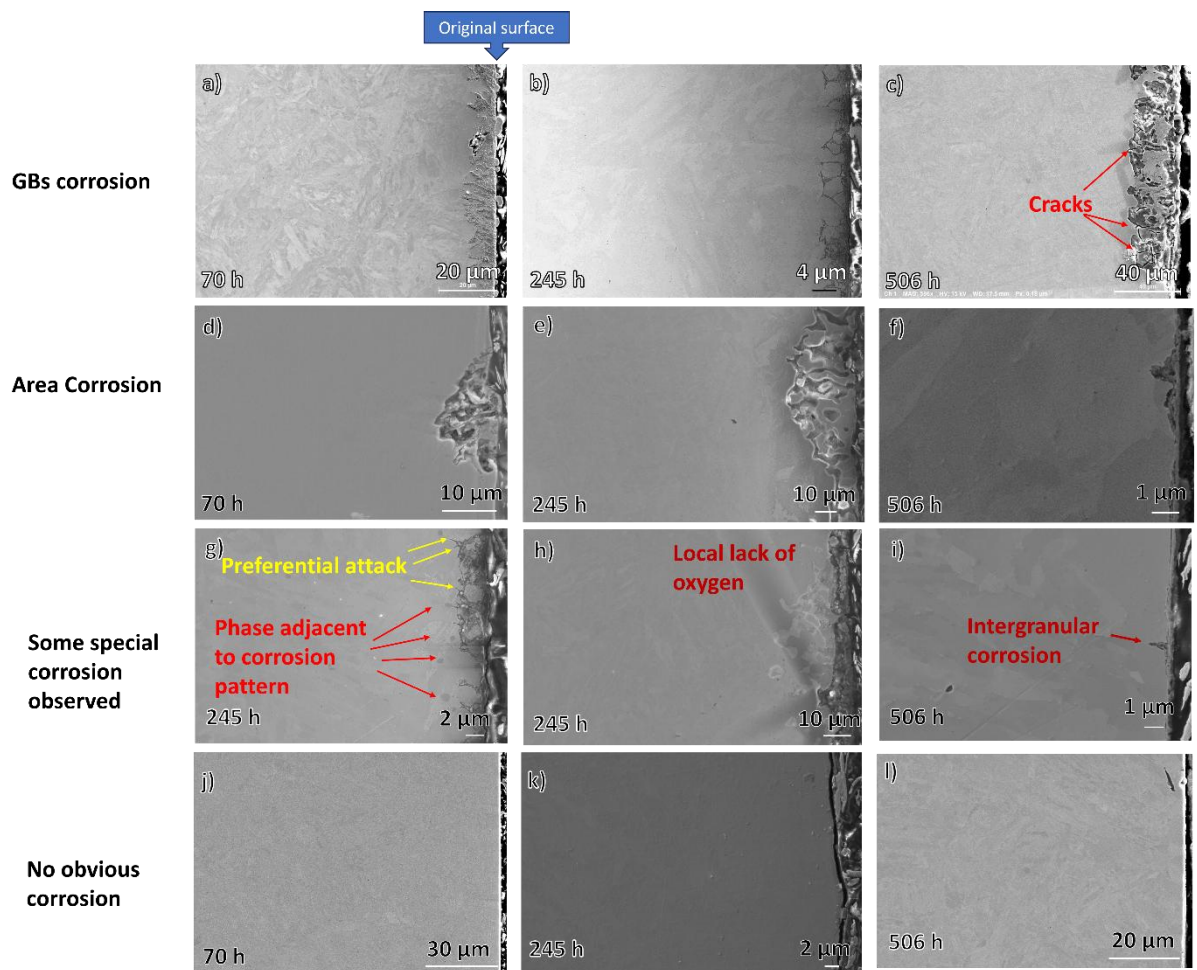 Original surface
a)
b)
c)
GBs corrosion
Cracks
70 h
20 μm
245 h
4 μm
506 h
40 μm
d)
e)
f)
Area Corrosion
70 h
10 μm
245 h
10 μm
506 h
1 μm
g)
Preferential attack
Phase adjacent
to corrosion
pattern
245 h
2 μm
h)
Local lack of
oxygen
245 h
10 μm
i)
Intergranular
corrosion
506 h
1 μm
Some special
corrosion
observed
j)
k)
l)
No obvious
corrosion
70 h
30 μm
245 h
2 μm
506 h
20 μm